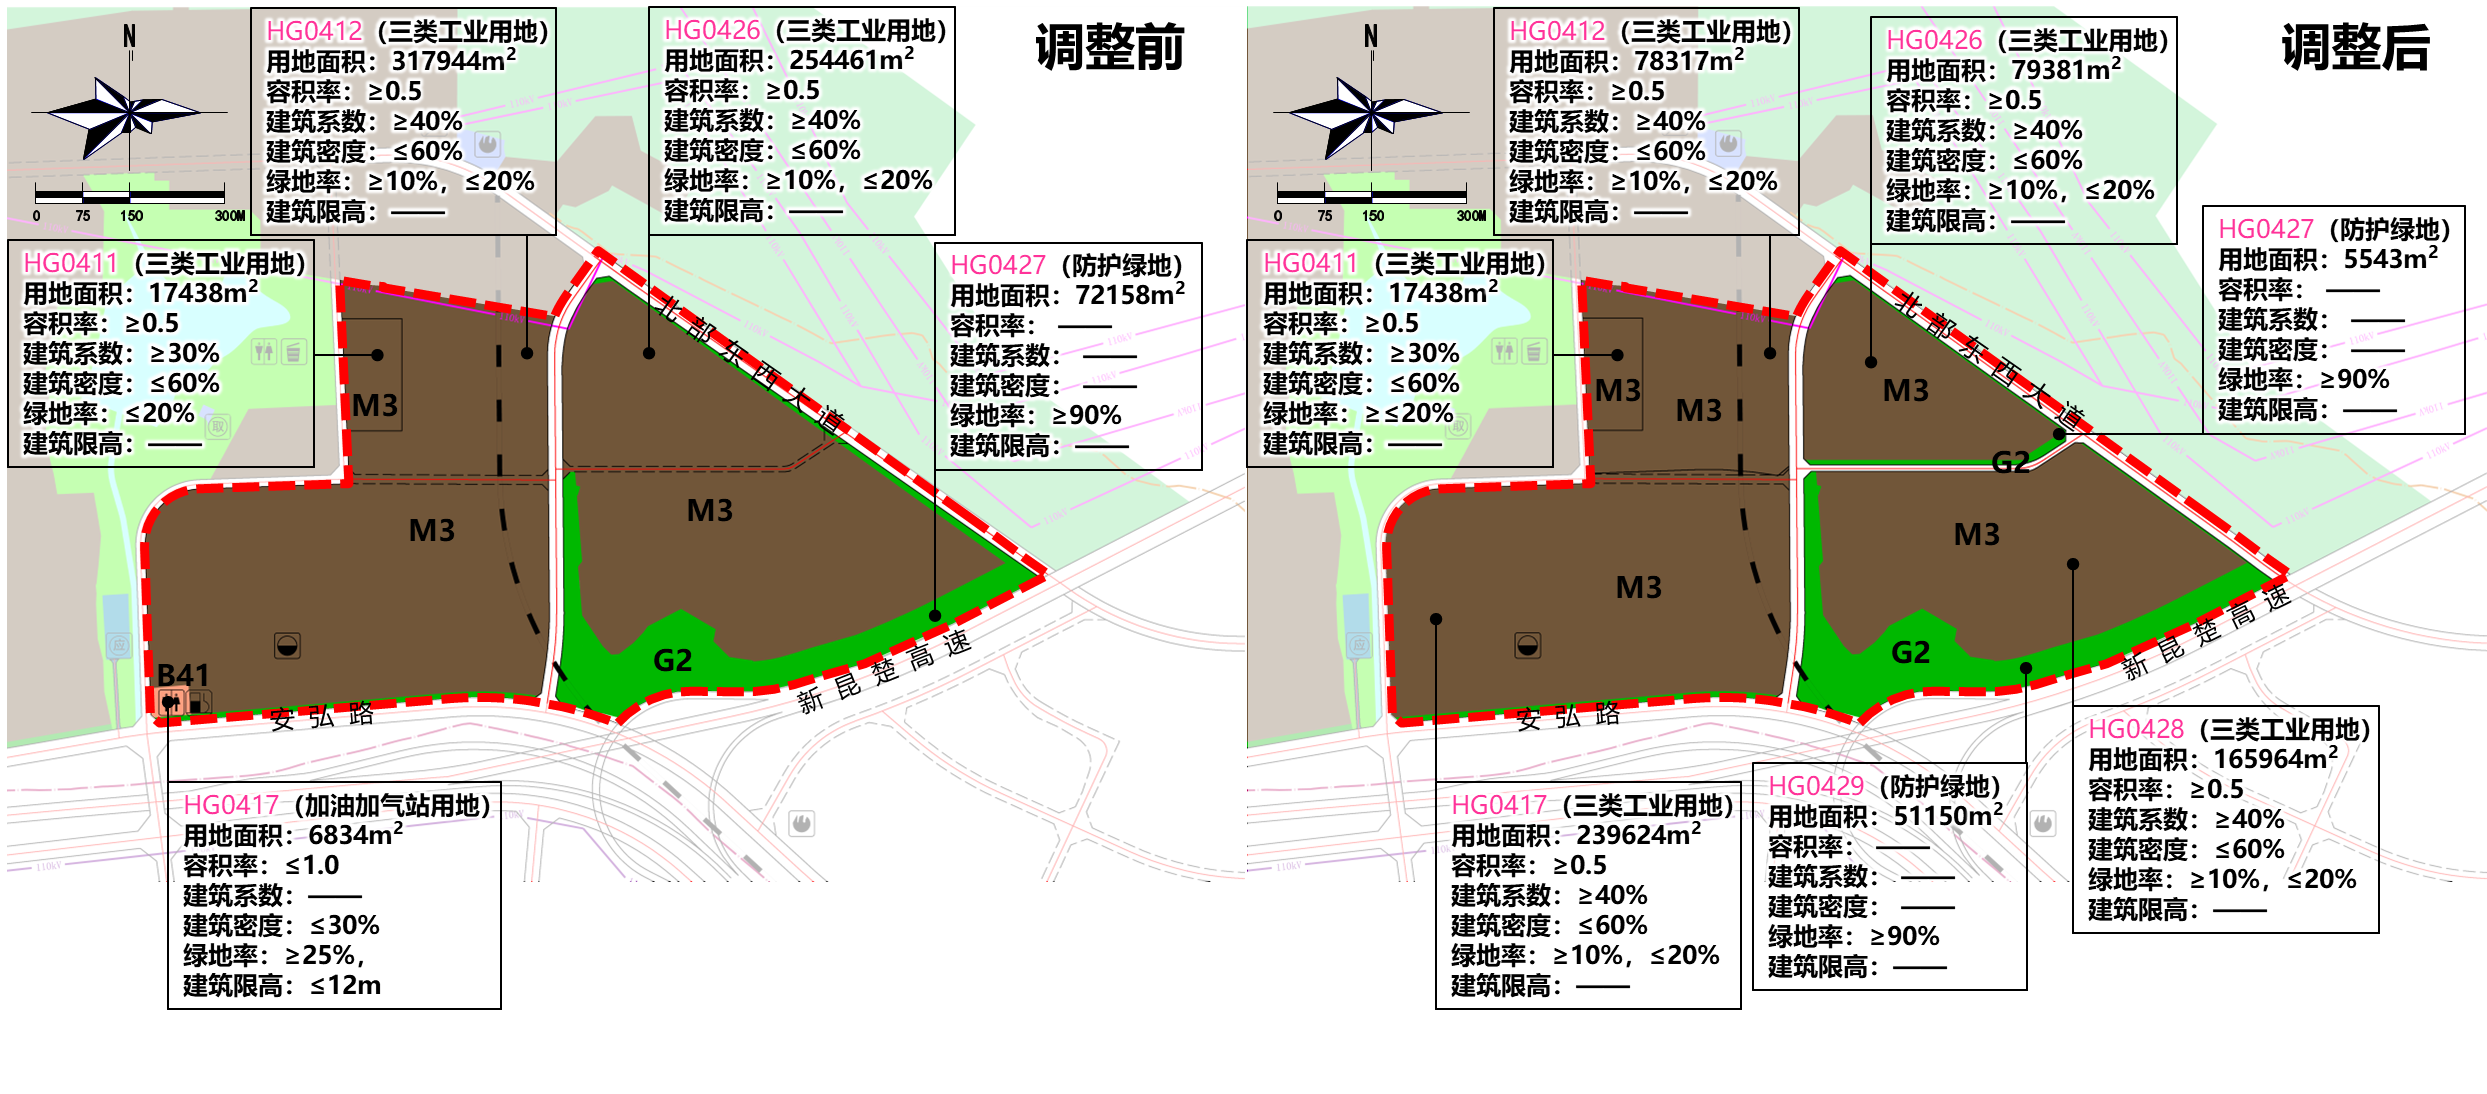 调整前
N
0 75 150 300M
HG0412（三类工业用地）
用地面积：317944m²
容积率：≥0.5
建筑系数：≥40%
建筑密度：≤60%
绿地率：≥10%，≤20%
建筑限高：——
HG0426（三类工业用地）
用地面积：254461m²
容积率：≥0.5
建筑系数：≥40%
建筑密度：≤60%
绿地率：≥10%，≤20%
建筑限高：——
HG0411（三类工业用地）
用地面积：17438m²
容积率：≥0.5
建筑系数：≥30%
建筑密度：≤60%
绿地率：≤20%
建筑限高：——
HG0427（防护绿地）
用地面积：72158m²
容积率：——
建筑系数：——
建筑密度：——
绿地率：≥90%
建筑限高：——
北部东西大道
M3
M3
M3
G2
B41
取
应
新昆楚高速
安弘路
110kV
110kV
110kV
110kV
110kV
110kV
HG0417（加油加气站用地）
用地面积：6834m²
容积率：≤1.0
建筑系数：——
建筑密度：≤30%
绿地率：≥25%，
建筑限高：≤12m
调整后
N
0 75 150 300M
HG0412（三类工业用地）
用地面积：78317m²
容积率：≥0.5
建筑系数：≥40%
建筑密度：≤60%
绿地率：≥10%，≤20%
建筑限高：——
HG0426（三类工业用地）
用地面积：79381m²
容积率：≥0.5
建筑系数：≥40%
建筑密度：≤60%
绿地率：≥10%，≤20%
建筑限高：——
HG0427（防护绿地）
用地面积：5543m²
容积率：——
建筑系数：——
建筑密度：——
绿地率：≥90%
建筑限高：——
HG0411（三类工业用地）
用地面积：17438m²
容积率：≥0.5
建筑系数：≥30%
建筑密度：≤60%
绿地率：≥≤20%
建筑限高：——
北部东西大道
M3
M3
M3
G2
M3
M3
G2
取
应
新昆楚高速
安弘路
110kV
110kV
110kV
110kV
HG0417（三类工业用地）
用地面积：239624m²
容积率：≥0.5
建筑系数：≥40%
建筑密度：≤60%
绿地率：≥10%，≤20%
建筑限高：——
HG0429（防护绿地）
用地面积：51150m²
容积率：——
建筑系数：——
建筑密度：——
绿地率：≥90%
建筑限高：——
HG0428（三类工业用地）
用地面积：165964m²
容积率：≥0.5
建筑系数：≥40%
建筑密度：≤60%
绿地率：≥10%，≤20%
建筑限高：——